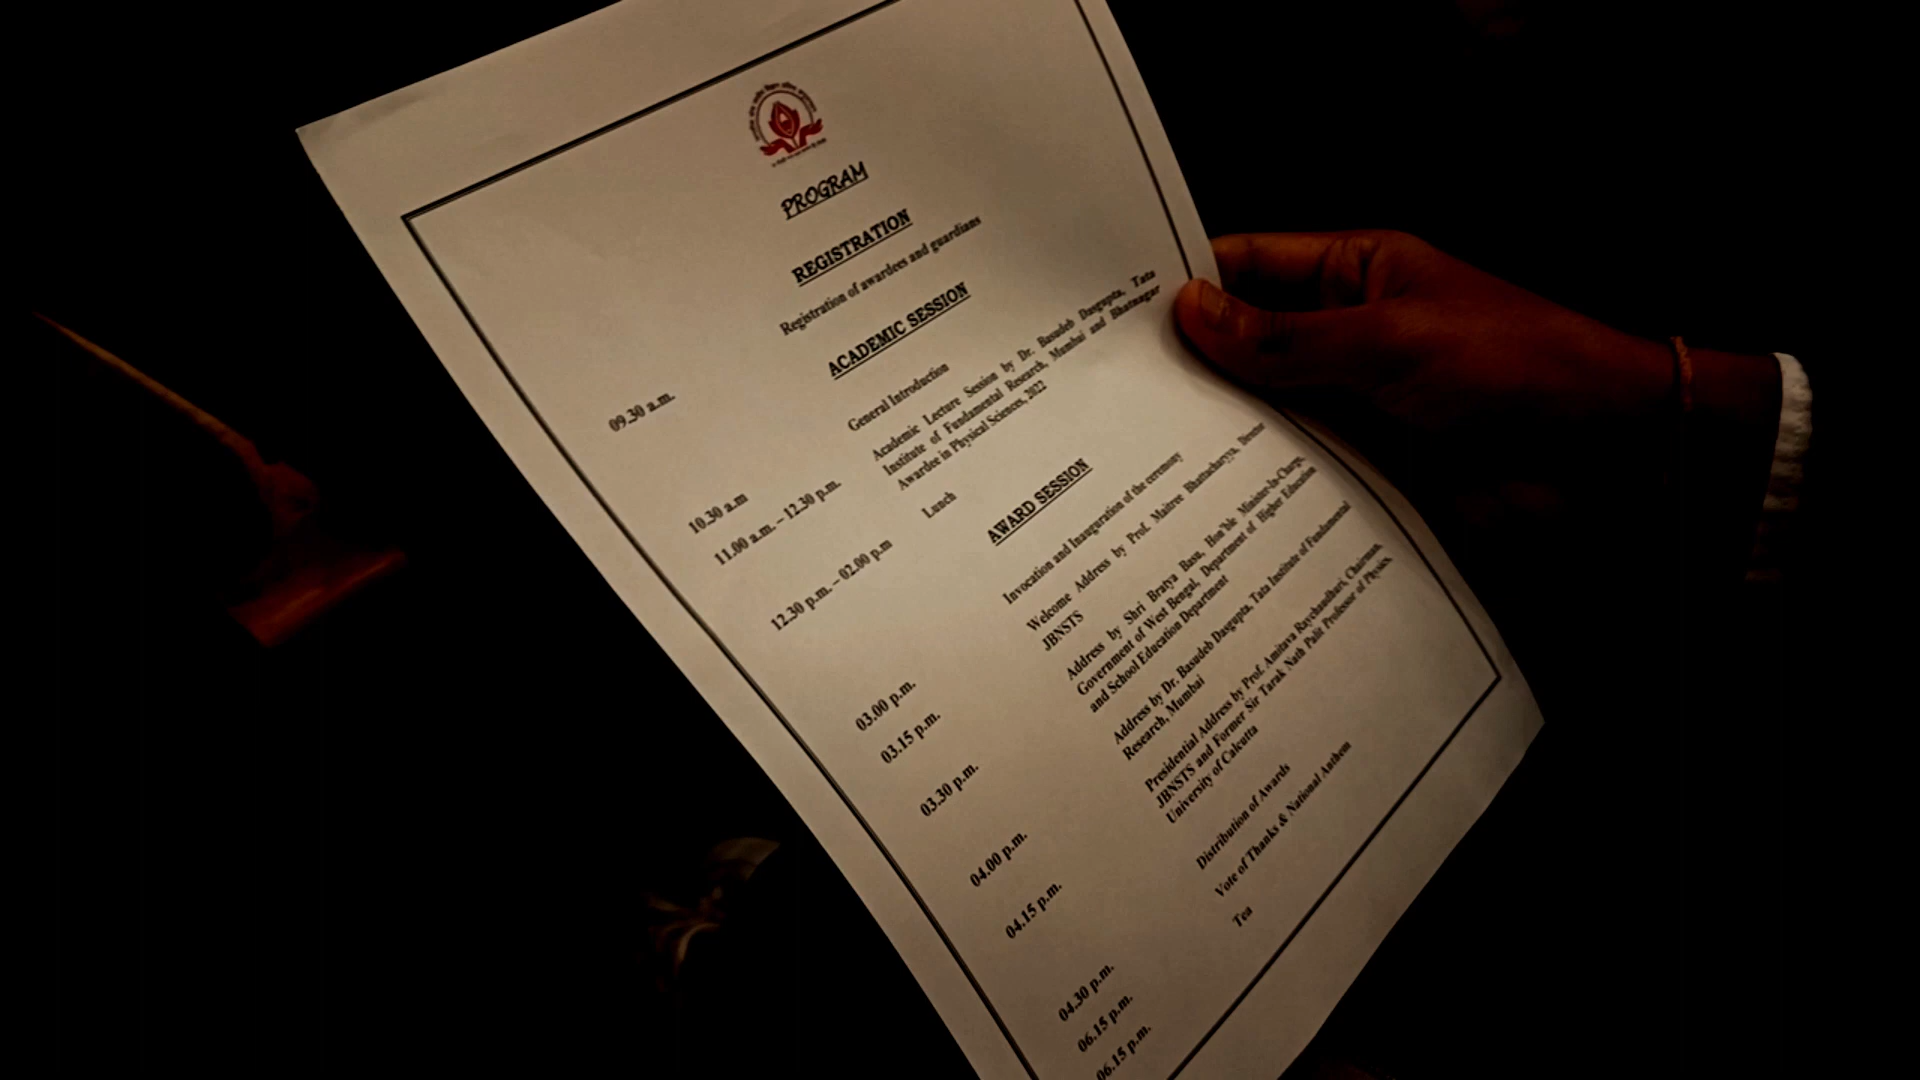 PROGRAM
REGISTRATION
09.30 a.m. Registration of awardees and guardians
ACADEMIC SESSION
10.30 a.m General Introduction
11.00 a.m. – 12.30 p.m. Academic Lecture Session by Dr. Basudeb Dasgupta, Tata
Institute of Fundamental Research, Mumbai and Bhatnagar
Awardee in Physical Sciences, 2022
12.30 p.m. – 02.00 p.m Lunch
AWARD SESSION
03.00 p.m. Invocation and Inauguration of the ceremony
03.15 p.m. Welcome Address by Prof. Maitree Bhattacharyya, Director
JBNSTS
03.30 p.m. Address by Shri Bratya Basu, Hon'ble Minister-In-Charge,
Government of West Bengal, Department of Higher Education
and School Education Department
04.00 p.m. Address by Dr. Basudeb Dasgupta, Tata Institute of Fundamental
Research, Mumbai
04.15 p.m. Presidential Address by Prof. Amitava Raychaudhuri, Chairman,
JBNSTS and Former Sir Tarak Nath Palit Professor of Physics,
University of Calcutta
04.30 p.m. Distribution of Awards
06.15 p.m. Vote of Thanks & National Anthem
06.15 p.m. Tea